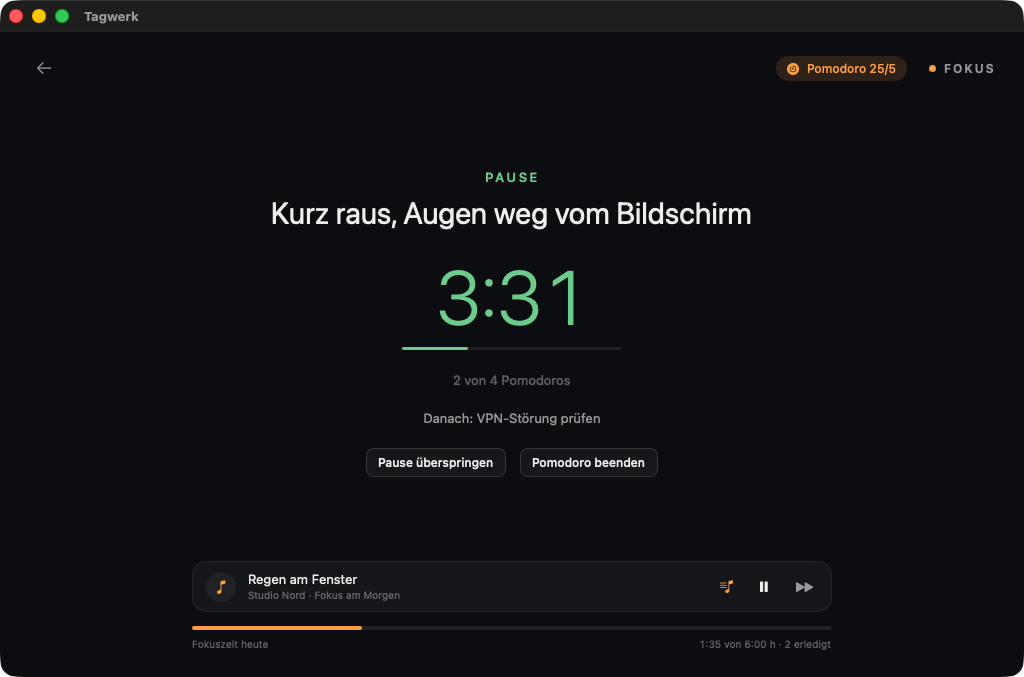 Tagwerk
Pomodoro 25/5
FOKUS
PAUSE
Kurz raus, Augen weg vom Bildschirm
3:31
2 von 4 Pomodoros
Danach: VPN-Störung prüfen
Pause überspringen
Pomodoro beenden
Regen am Fenster
Studio Nord · Fokus am Morgen
Fokuszeit heute
1:35 von 6:00 h · 2 erledigt